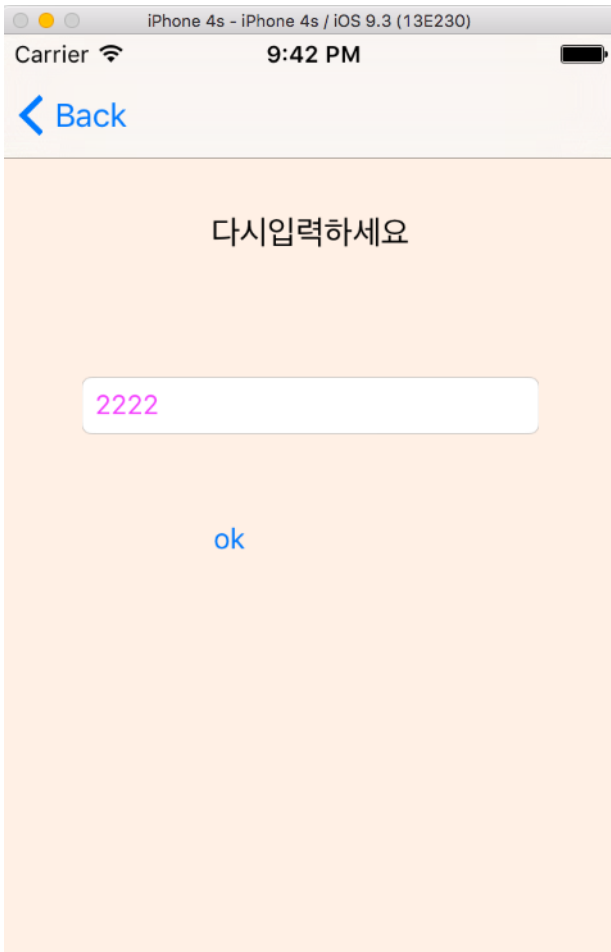 iPhone 4s - iPhone 4s / iOS 9.3 (13E230)
Carrier 9:42 PM
Back
다시입력하세요
2222
ok